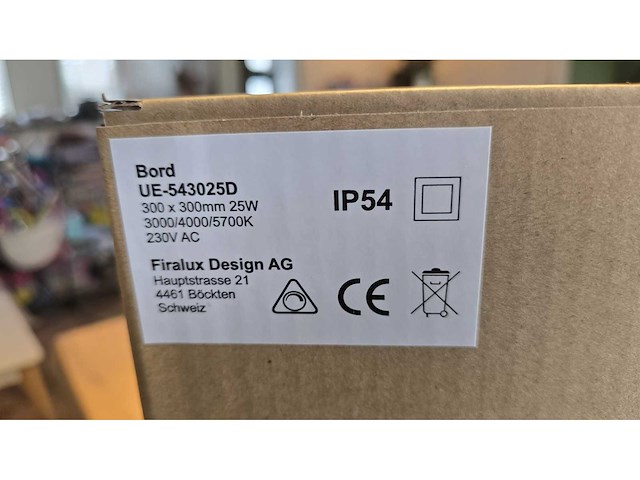 Bord
UE-543025D
300 x 300mm 25W
3000/4000/5700K
230V AC
IP54
Firalux Design AG
Hauptstrasse 21
4461 Böckten
Schweiz
CE